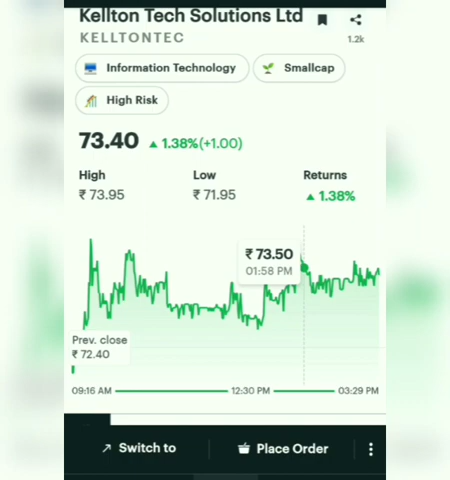 Kellton Tech Solutions Ltd
KELLTONTEC
1.2k
Information Technology
Smallcap
High Risk
73.40 ▲ 1.38%(+1.00)
High Low Returns
₹ 73.95 ₹ 71.95 ▲ 1.38%
₹ 73.50
01:58 PM
Prev. close
₹ 72.40
09:16 AM 12:30 PM 03:29 PM
Switch to Place Order